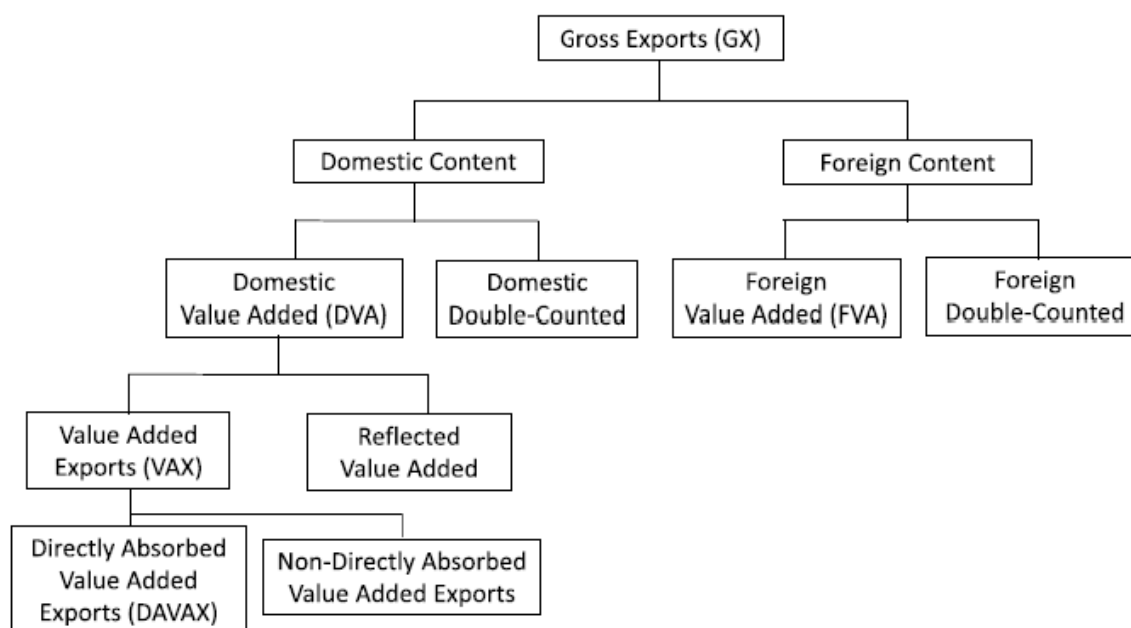 Gross Exports (GX)
Domestic Content
Foreign Content
Domestic
Value Added (DVA)
Domestic
Double-Counted
Foreign
Value Added (FVA)
Foreign
Double-Counted
Value Added
Exports (VAX)
Reflected
Value Added
Directly Absorbed
Value Added
Exports (DAVAX)
Non-Directly Absorbed
Value Added Exports